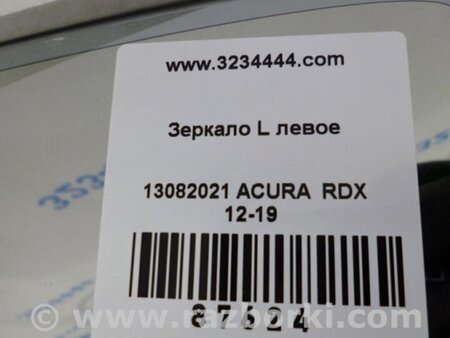 www.3234444.com
Зеркало L левое
13082021 ACURA RDX
12-19
© www.razborki.com